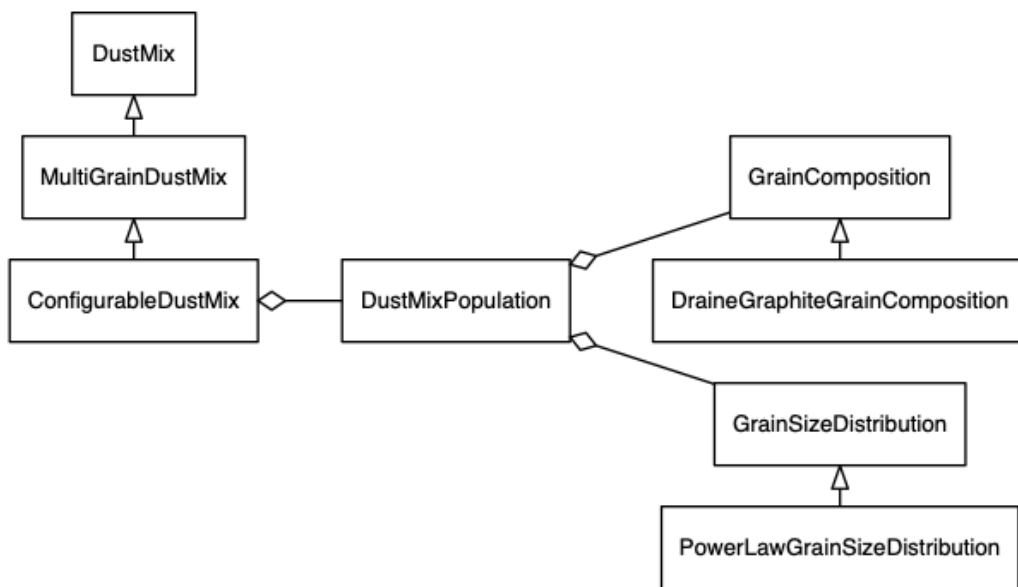 DustMix
MultiGrainDustMix
GrainComposition
ConfigurableDustMix
DustMixPopulation
DraineGraphiteGrainComposition
GrainSizeDistribution
PowerLawGrainSizeDistribution